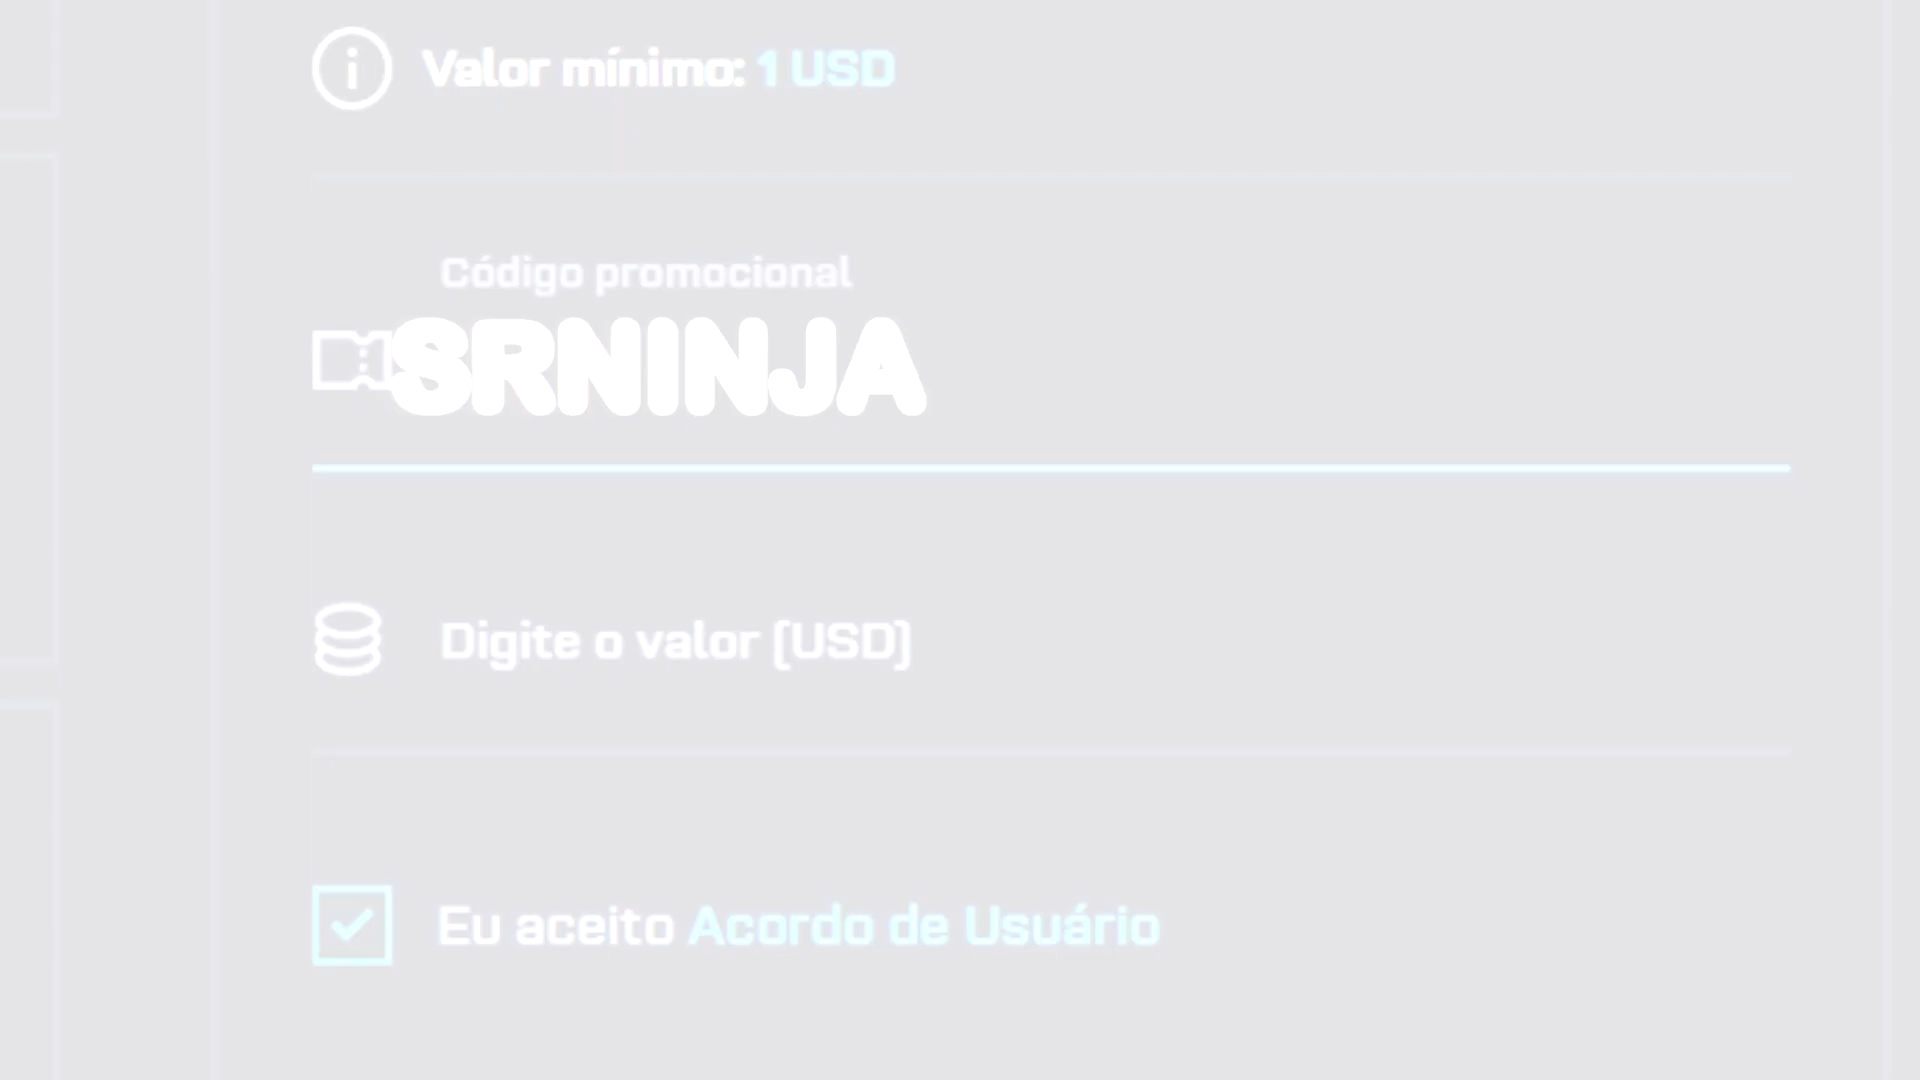 Valor mínimo: 1 USD
Código promocional
SRNINJA
Digite o valor (USD)
Eu aceito Acordo de Usuário